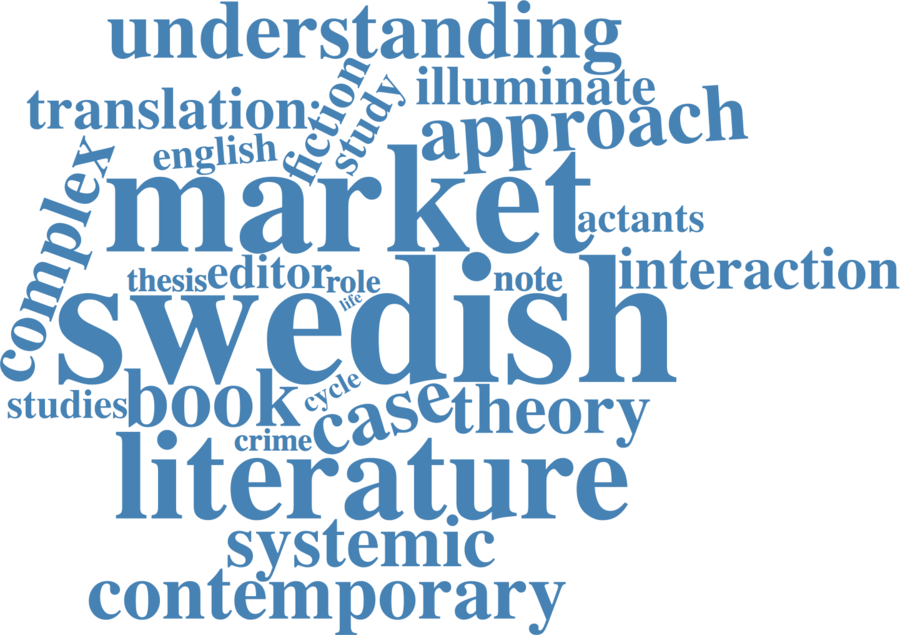 understanding
fiction
study
illuminate
translation
approach
english
complex
market
actants
thesis
editor
role
life
note
interaction
swedish
studies
book
cycle
case
theory
crime
literature
systemic
contemporary